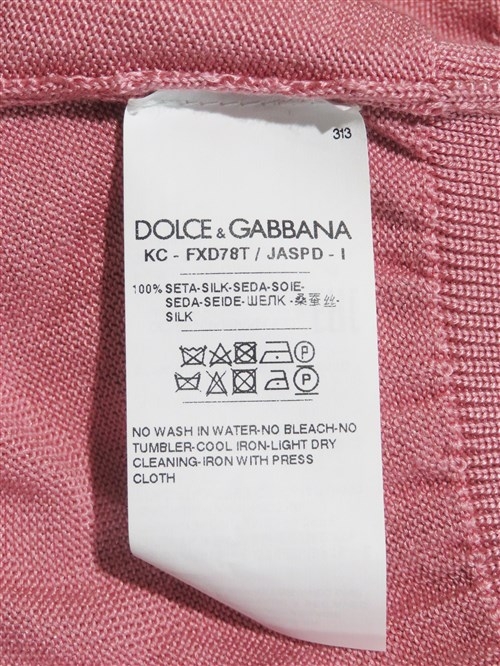 313
DOLCE & GABBANA
KC - FXD78T / JASPD - I
100% SETA-SILK-SEDA-SOIE-
SEDA-SEIDE-ШЕЛК-桑蚕丝-
SILK
P
P
NO WASH IN WATER-NO BLEACH-NO
TUMBLER-COOL IRON-LIGHT DRY
CLEANING-IRON WITH PRESS
CLOTH